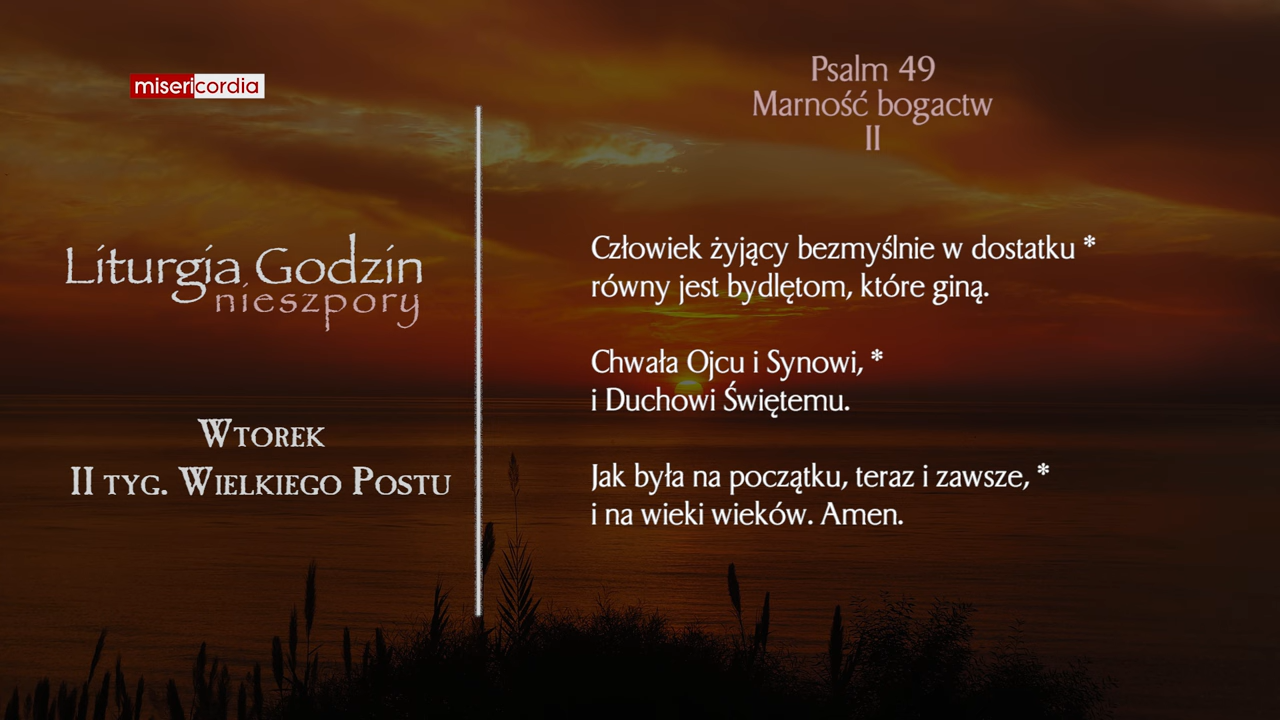 misericordia
Liturgia Godzin
nieszpory
Wtorek
II tyg. Wielkiego Postu
Psalm 49
Marność bogactw
II
Człowiek żyjący bezmyślnie w dostatku *
równy jest bydlętom, które giną.
Chwała Ojcu i Synowi, *
i Duchowi Świętemu.
Jak była na początku, teraz i zawsze, *
i na wieki wieków. Amen.